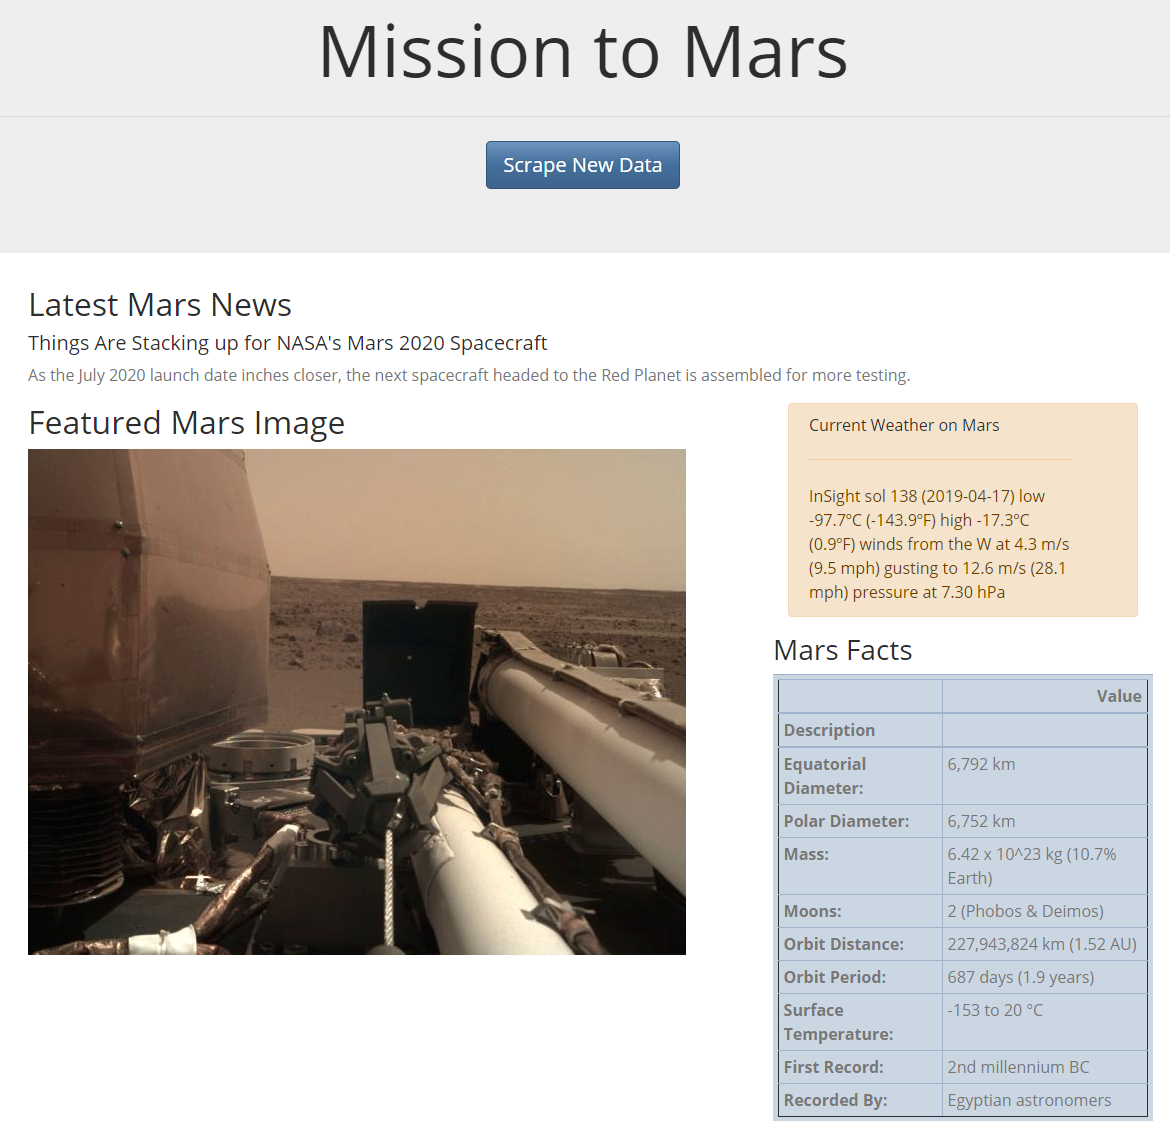 Mission to Mars
Scrape New Data
Latest Mars News
Things Are Stacking up for NASA's Mars 2020 Spacecraft
As the July 2020 launch date inches closer, the next spacecraft headed to the Red Planet is assembled for more testing.
Featured Mars Image
Current Weather on Mars
InSight sol 138 (2019-04-17) low
-97.7ºC (-143.9ºF) high -17.3ºC
(0.9ºF) winds from the W at 4.3 m/s
(9.5 mph) gusting to 12.6 m/s (28.1
mph) pressure at 7.30 hPa
Mars Facts
Value
Description
Equatorial
Diameter:
6,792 km
Polar Diameter: 6,752 km
Mass: 6.42 x 10^23 kg (10.7%
Earth)
Moons: 2 (Phobos & Deimos)
Orbit Distance: 227,943,824 km (1.52 AU)
Orbit Period: 687 days (1.9 years)
Surface
Temperature:
-153 to 20 °C
First Record: 2nd millennium BC
Recorded By: Egyptian astronomers